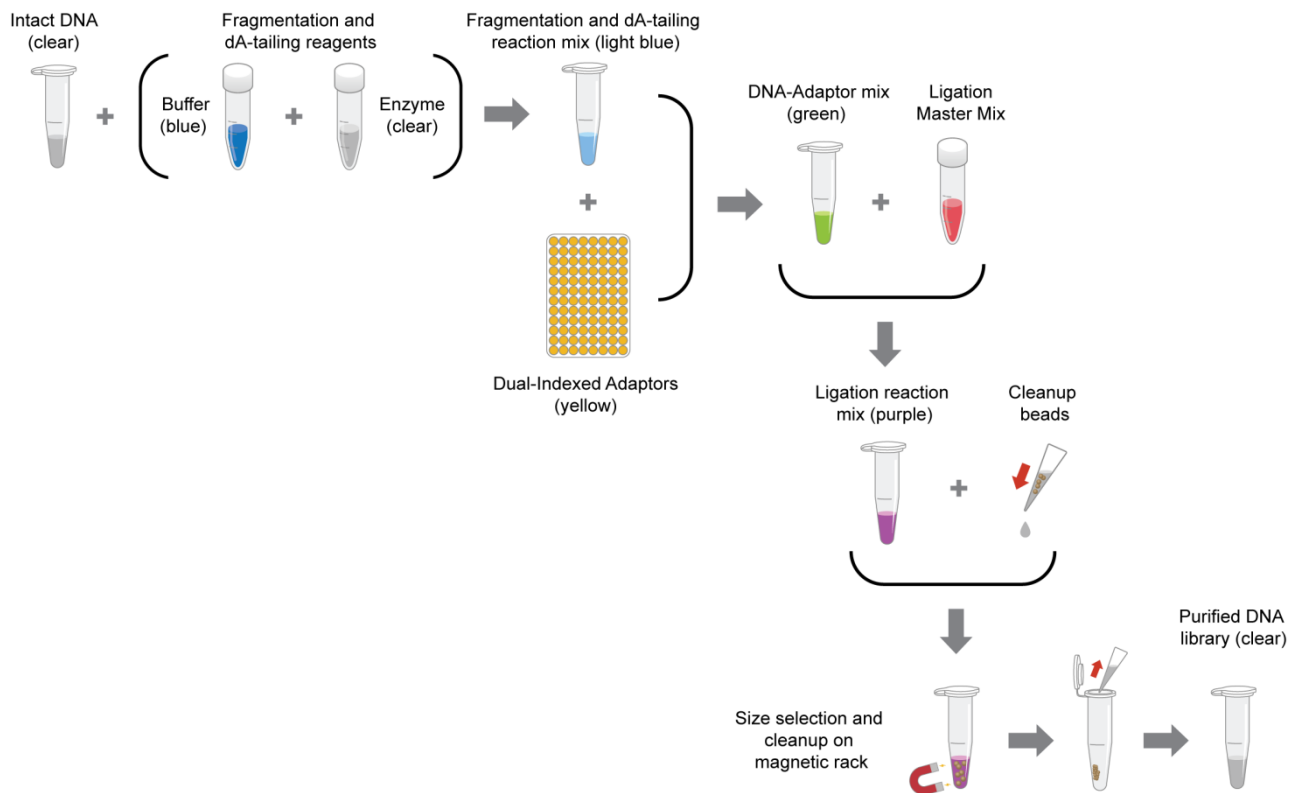 Intact DNA
(clear)
Fragmentation and
dA-tailing reagents
Buffer
(blue)
Enzyme
(clear)
Fragmentation and dA-tailing
reaction mix (light blue)
Dual-Indexed Adaptors
(yellow)
DNA-Adaptor mix
(green)
Ligation
Master Mix
Ligation reaction
mix (purple)
Cleanup
beads
Size selection and
cleanup on
magnetic rack
Purified DNA
library (clear)